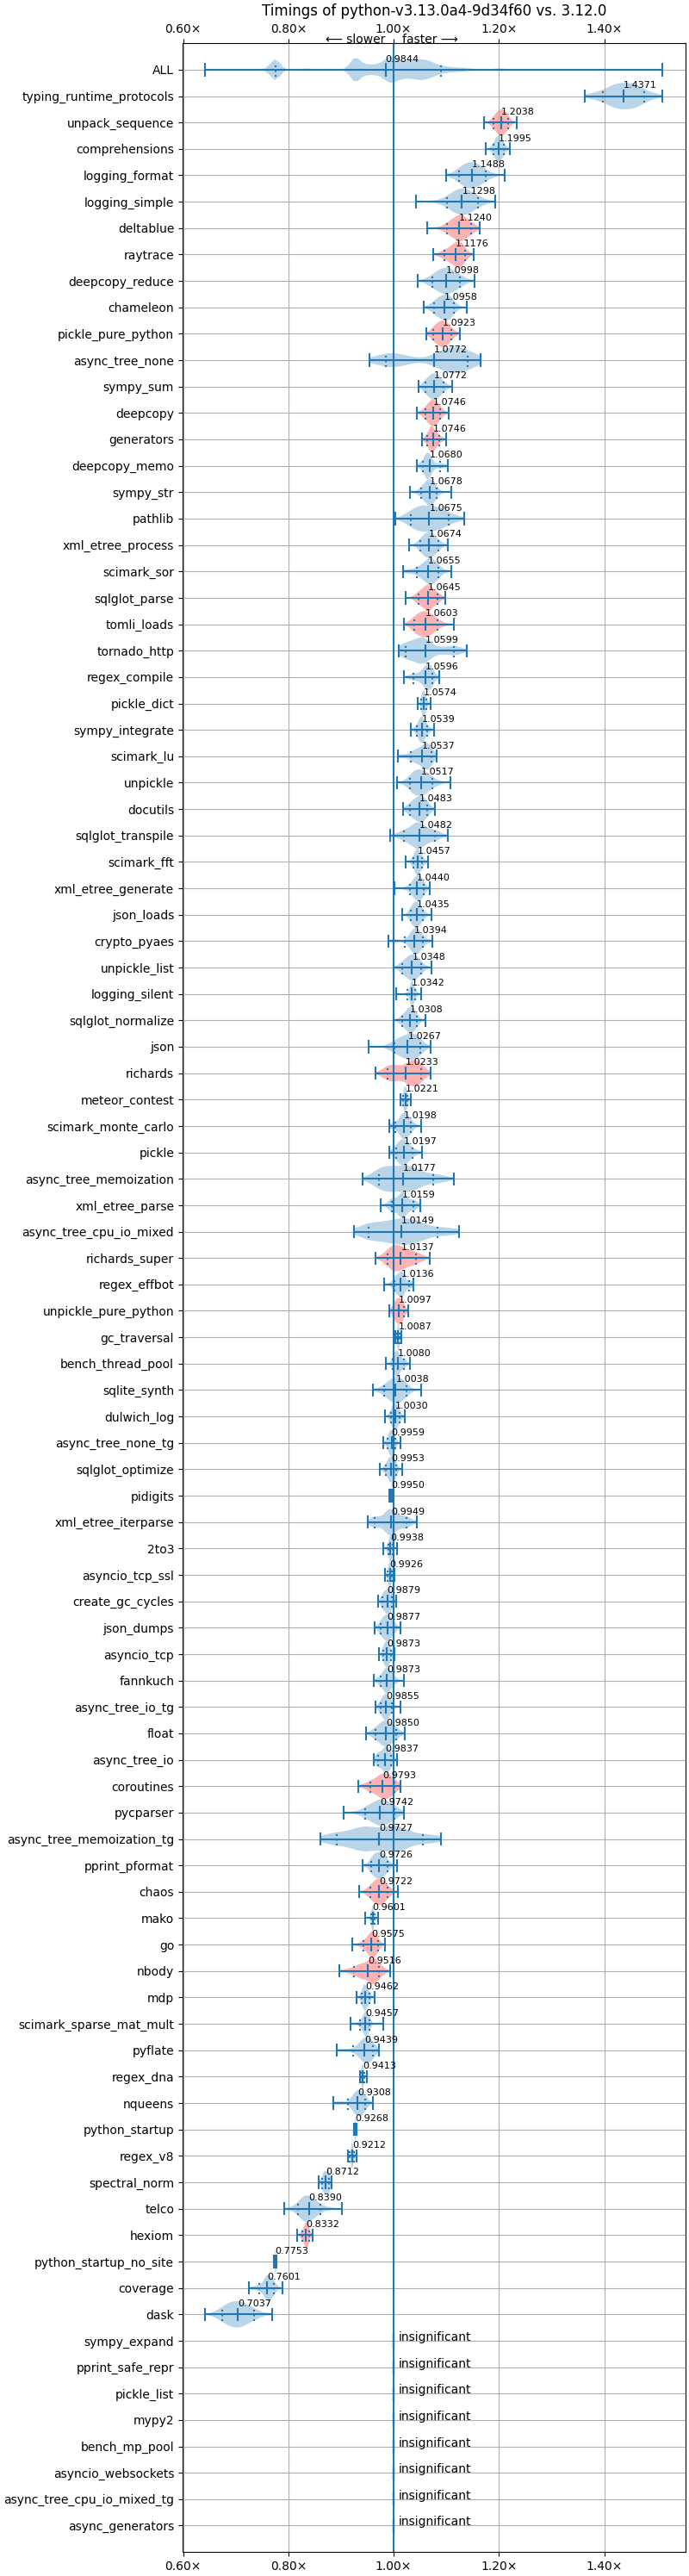 Timings of python-v3.13.0a4-9d34f60 vs. 3.12.0
0.60× 0.80× 1.00× 1.20× 1.40×
⟵ slower faster ⟶
ALL 0.9844
typing_runtime_protocols 1.4371
unpack_sequence 1.2038
comprehensions 1.1995
logging_format 1.1488
logging_simple 1.1298
deltablue 1.1240
raytrace 1.1176
deepcopy_reduce 1.0998
chameleon 1.0958
pickle_pure_python 1.0923
async_tree_none 1.0772
sympy_sum 1.0772
deepcopy 1.0746
generators 1.0746
deepcopy_memo 1.0680
sympy_str 1.0678
pathlib 1.0675
xml_etree_process 1.0674
scimark_sor 1.0655
sqlglot_parse 1.0645
tomli_loads 1.0603
tornado_http 1.0599
regex_compile 1.0596
pickle_dict 1.0574
sympy_integrate 1.0539
scimark_lu 1.0537
unpickle 1.0517
docutils 1.0483
sqlglot_transpile 1.0482
scimark_fft 1.0457
xml_etree_generate 1.0440
json_loads 1.0435
crypto_pyaes 1.0394
unpickle_list 1.0348
logging_silent 1.0342
sqlglot_normalize 1.0308
json 1.0267
richards 1.0233
meteor_contest 1.0221
scimark_monte_carlo 1.0198
pickle 1.0197
async_tree_memoization 1.0177
xml_etree_parse 1.0159
async_tree_cpu_io_mixed 1.0149
richards_super 1.0137
regex_effbot 1.0136
unpickle_pure_python 1.0097
gc_traversal 1.0087
bench_thread_pool 1.0080
sqlite_synth 1.0038
dulwich_log 1.0030
async_tree_none_tg 0.9959
sqlglot_optimize 0.9953
pidigits 0.9950
xml_etree_iterparse 0.9949
2to3 0.9938
asyncio_tcp_ssl 0.9926
create_gc_cycles 0.9879
json_dumps 0.9877
asyncio_tcp 0.9873
fannkuch 0.9873
async_tree_io_tg 0.9855
float 0.9850
async_tree_io 0.9837
coroutines 0.9793
pycparser 0.9742
async_tree_memoization_tg 0.9727
pprint_pformat 0.9726
chaos 0.9722
mako 0.9601
go 0.9575
nbody 0.9516
mdp 0.9462
scimark_sparse_mat_mult 0.9457
pyflate 0.9439
regex_dna 0.9413
nqueens 0.9308
python_startup 0.9268
regex_v8 0.9212
spectral_norm 0.8712
telco 0.8390
hexiom 0.8332
python_startup_no_site 0.7753
coverage 0.7601
dask 0.7037
sympy_expand insignificant
pprint_safe_repr insignificant
pickle_list insignificant
mypy2 insignificant
bench_mp_pool insignificant
asyncio_websockets insignificant
async_tree_cpu_io_mixed_tg insignificant
async_generators insignificant
0.60× 0.80× 1.00× 1.20× 1.40×